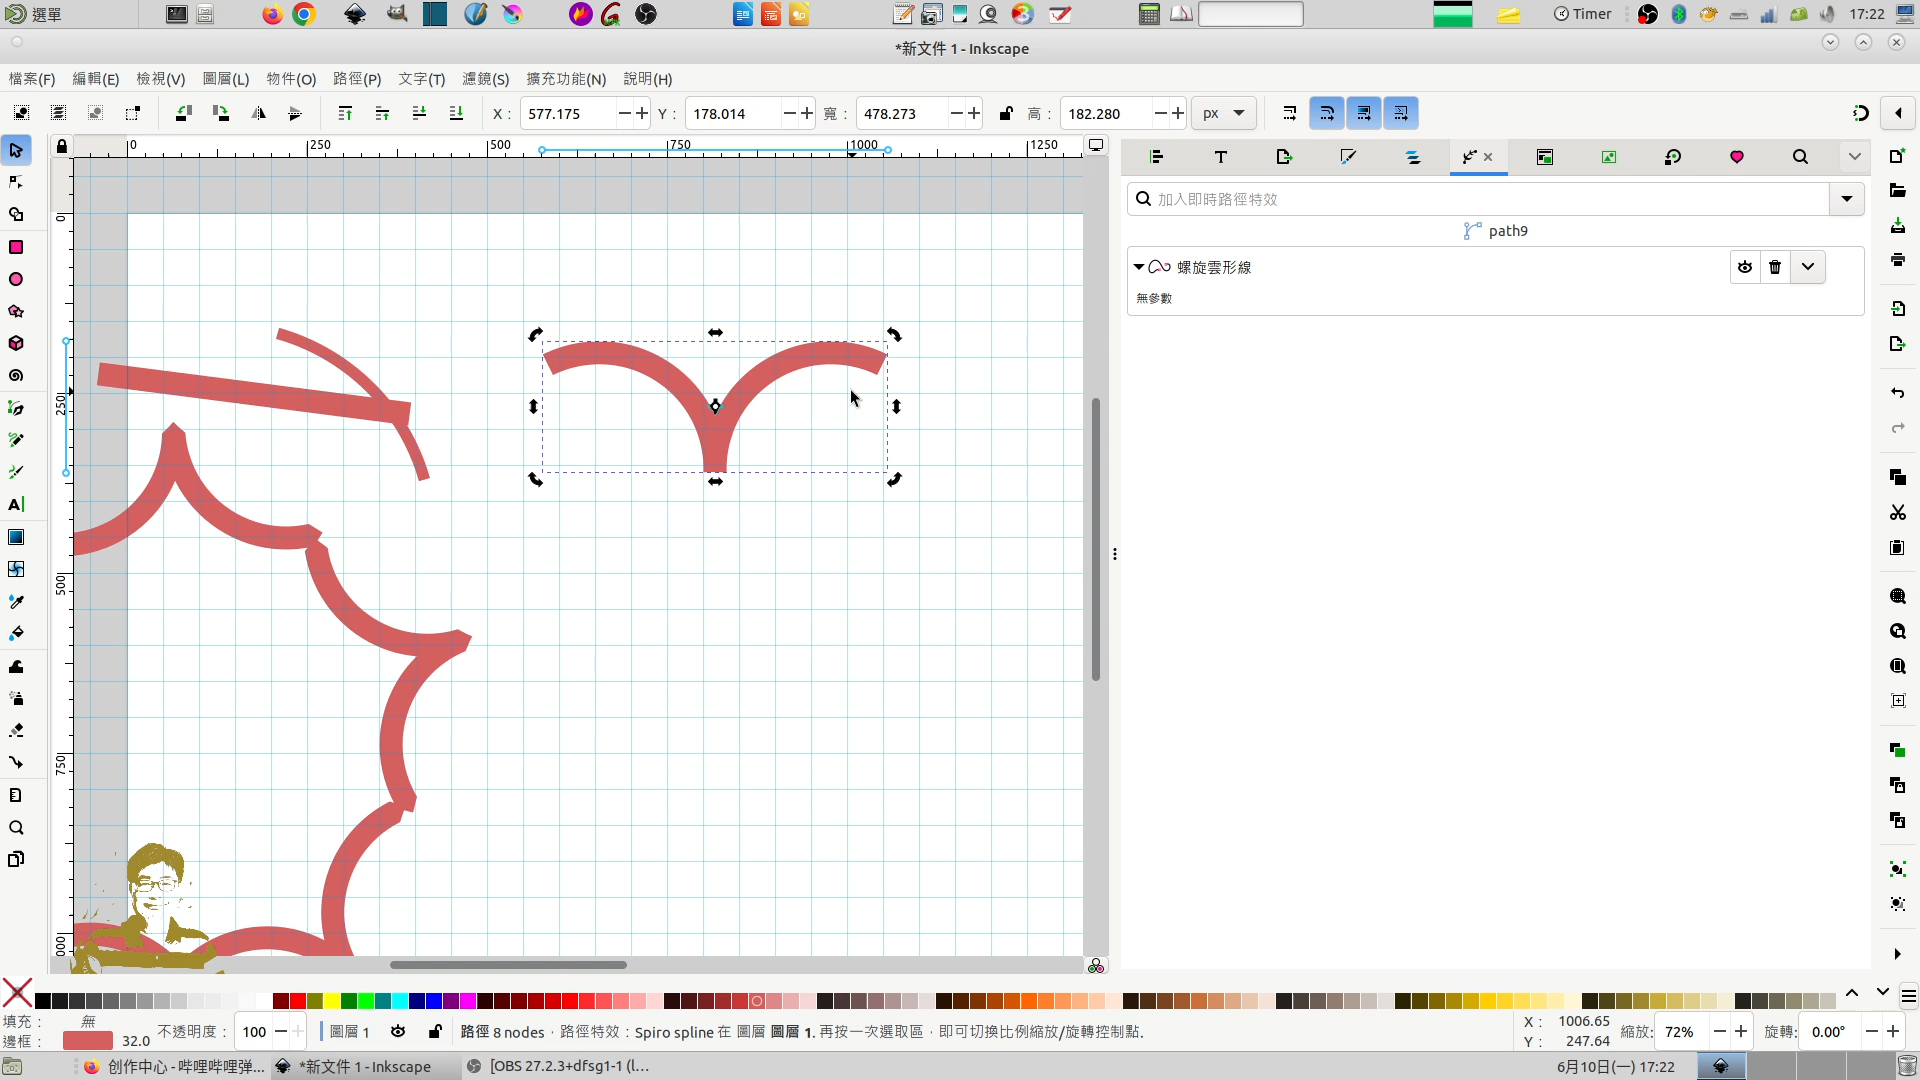 選單
Timer
17:22
*新文件 1 - Inkscape
檔案(F) 編輯(E) 檢視(V) 圖層(L) 物件(O) 路徑(P) 文字(T) 濾鏡(S) 擴充功能(N) 說明(H)
X : 577.175 Y : 178.014 寬 : 478.273 高 : 182.280 px
0 250 500 750 1000 1250
加入即時路徑特效
path9
螺旋雲形線
無參數
0
250
500
750
000
填充 : 無
邊框 : 32.0
不透明度 : 100
圖層 1
路徑 8 nodes · 路徑特效 : Spiro spline 在 圖層 圖層 1. 再按一次選取區 · 即可切換比例縮放/旋轉控制點.
X : 1006.65
Y : 247.64
縮放: 72%
旋轉: 0.00°
创作中心 - 哔哩哔哩弹...
*新文件 1 - Inkscape
[OBS 27.2.3+dfsg1-1 (l...
6月10日(一) 17:22